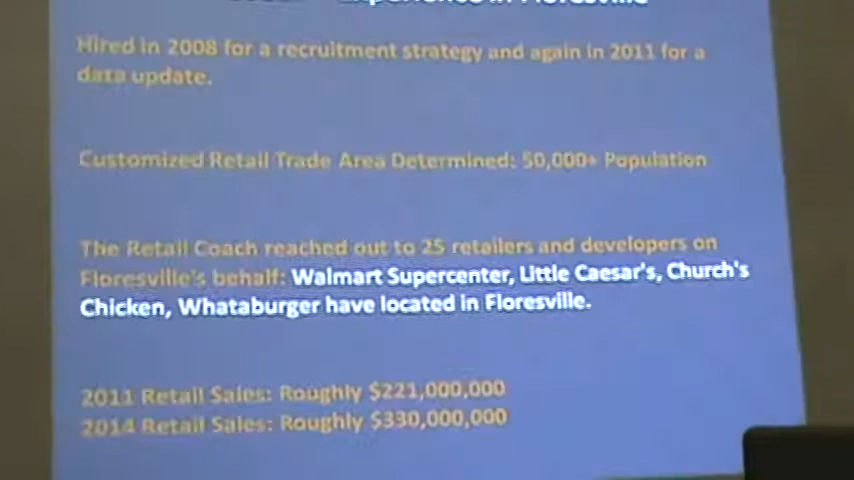 Experience in Floresville
Hired in 2008 for a recruitment strategy and again in 2011 for a
data update.
Customized Retail Trade Area Determined: 50,000+ Population
The Retail Coach reached out to 25 retailers and developers on
Floresville's behalf: Walmart Supercenter, Little Caesar's, Church's
Chicken, Whataburger have located in Floresville.
2011 Retail Sales: Roughly $221,000,000
2014 Retail Sales: Roughly $330,000,000